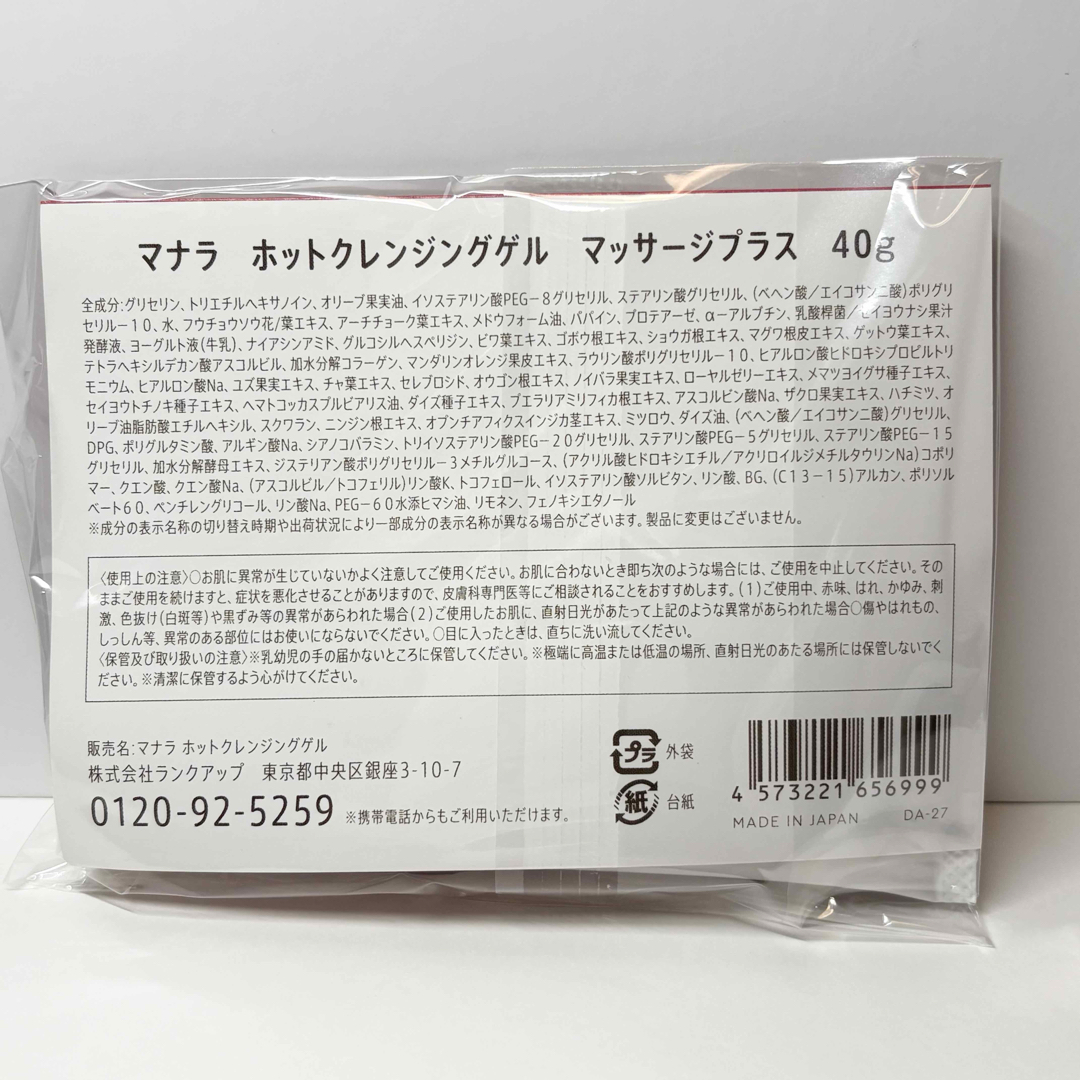 マナラ　ホットクレンジングゲル　マッサージプラス　40g
全成分:グリセリン、トリエチルヘキサノイン、オリーブ果実油、イソステアリン酸PEG－8グリセリル、ステアリン酸グリセリル、(ベヘン酸／エイコサン二酸)ポリグリ
セリル－10、水、フウチョウソウ花/葉エキス、アーチチョーク葉エキス、メドウフォーム油、パパイン、プロテアーゼ、α－アルブチン、乳酸桿菌／セイヨウナシ果汁
発酵液、ヨーグルト液(牛乳)、ナイアシンアミド、グルコシルヘスペリジン、ビワ葉エキス、ゴボウ根エキス、ショウガ根エキス、マグワ根皮エキス、ゲットウ葉エキス、
テトラヘキシルデカン酸アスコルビル、加水分解コラーゲン、マンダリンオレンジ果皮エキス、ラウリン酸ポリグリセリル－10、ヒアルロン酸ヒドロキシプロピルトリ
モニウム、ヒアルロン酸Na、ユズ果実エキス、チャ葉エキス、セレブロシド、オウゴン根エキス、ノイバラ果実エキス、ローヤルゼリーエキス、メマツヨイグサ種子エキス、
セイヨウトチノキ種子エキス、ヘマトコッカスプルビアリス油、ダイズ種子エキス、プエラリアミリフィカ根エキス、アスコルビン酸Na、ザクロ果実エキス、ハチミツ、オ
リーブ油脂肪酸エチルヘキシル、スクワラン、ニンジン根エキス、オプンチアフィクスインジカ茎エキス、ミツロウ、ダイズ油、(ベヘン酸／エイコサン二酸)グリセリル、
DPG、ポリグルタミン酸、アルギン酸Na、シアノコバラミン、トリイソステアリン酸PEG－20グリセリル、ステアリン酸PEG－5グリセリル、ステアリン酸PEG－15
グリセリル、加水分解酵母エキス、ジステアリン酸ポリグリセリル－3メチルグルコース、(アクリル酸ヒドロキシエチル／アクリロイルジメチルタウリンNa)コポリ
マー、クエン酸、クエン酸Na、(アスコルビル／トコフェリル)リン酸K、トコフェロール、イソステアリン酸ソルビタン、リン酸、BG、(C13－15)アルカン、ポリソル
ベート60、ペンチレングリコール、リン酸Na、PEG－60水添ヒマシ油、リモネン、フェノキシエタノール
※成分の表示名称の切り替え時期や出荷状況により一部成分の表示名称が異なる場合がございます。製品に変更はございません。
〈使用上の注意〉○お肌に異常が生じていないかよく注意してご使用ください。お肌に合わないとき即ち次のような場合には、ご使用を中止してください。その
ままご使用を続けますと、症状を悪化させることがありますので、皮膚科専門医等にご相談されることをおすすめします。(1)ご使用中、赤味、はれ、かゆみ、刺
激、色抜け(白斑等)や黒ずみ等の異常があらわれた場合(2)ご使用したお肌に、直射日光があたって上記のような異常があらわれた場合○傷やはれもの、
しっしん等、異常のある部位にはお使いにならないでください。○目に入ったときは、直ちに洗い流してください。
〈保管及び取り扱いの注意〉※乳幼児の手の届かないところに保管してください。※極端に高温または低温の場所、直射日光のあたる場所には保管しないでく
ださい。※清潔に保管するよう心がけてください。
販売名:マナラ ホットクレンジングゲル
株式会社ランクアップ　東京都中央区銀座3-10-7
0120-92-5259 ※携帯電話からもご利用いただけます。
プラ 外袋
紙 台紙
4 573221 656999
MADE IN JAPAN DA-27